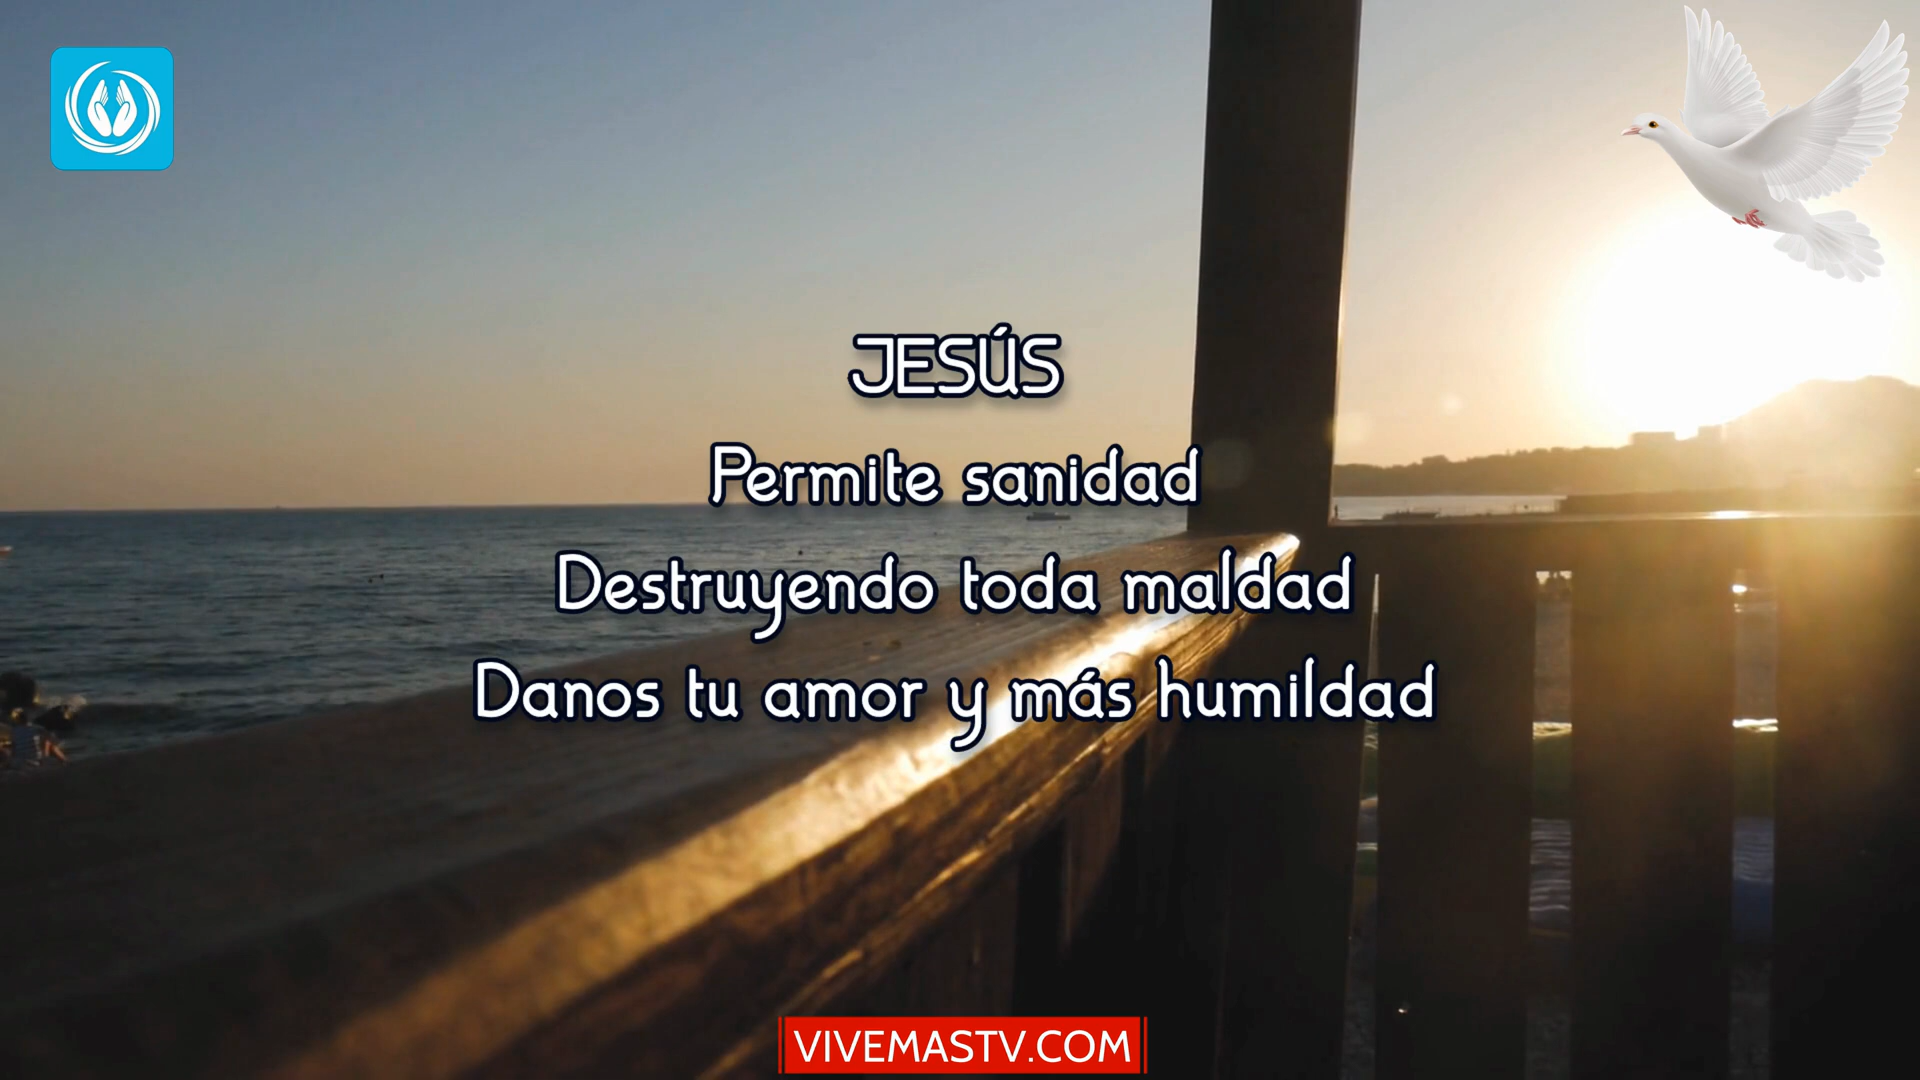 JESÚS
Permite sanidad
Destruyendo toda maldad
Danos tu amor y más humildad
VIVEMASTV.COM